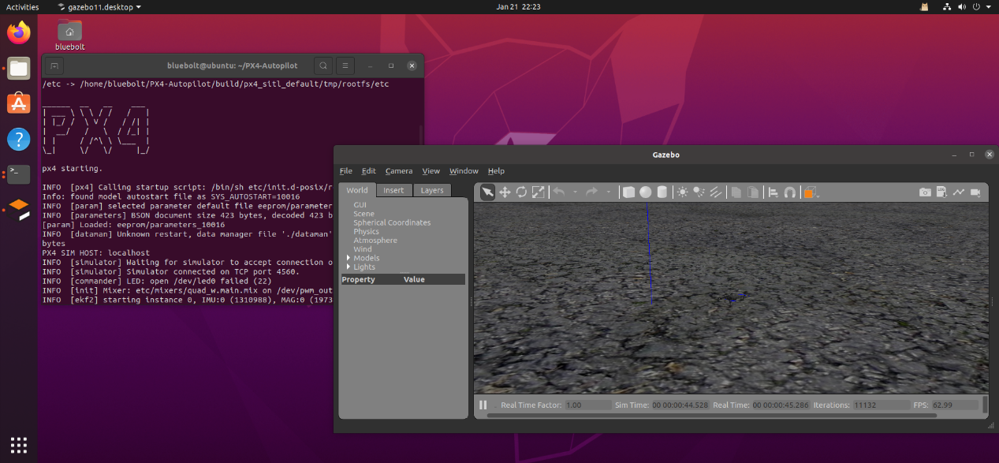 Activities
gazebo11.desktop
Jan 21 22:23
bluebolt
bluebolt@ubuntu: ~/PX4-Autopilot
/etc -> /home/bluebolt/PX4-Autopilot/build/px4_sitl_default/tmp/rootfs/etc
PX4
px4 starting.
INFO [px4] Calling startup script: /bin/sh etc/init.d-posix/r
Info: found model autostart file as SYS_AUTOSTART=10016
INFO [param] selected parameter default file eeprom/parameter
INFO [parameters] BSON document size 423 bytes, decoded 423 b
[param] Loaded: eeprom/parameters_10016
INFO [dataman] Unknown restart, data manager file './dataman'
bytes
PX4 SIM HOST: localhost
INFO [simulator] Waiting for simulator to accept connection o
INFO [simulator] Simulator connected on TCP port 4560.
INFO [commander] LED: open /dev/led0 failed (22)
INFO [init] Mixer: etc/mixers/quad_w.main.mix on /dev/pwm_out
INFO [ekf2] starting instance 0, IMU:0 (1310988), MAG:0 (1973
Gazebo
File Edit Camera View Window Help
World Insert Layers
GUI
Scene
Spherical Coordinates
Physics
Atmosphere
Wind
Models
Lights
Property Value
Real Time Factor: 1.00 Sim Time: 00 00:00:44.528 Real Time: 00 00:00:45.286 Iterations: 11132 FPS: 62.99